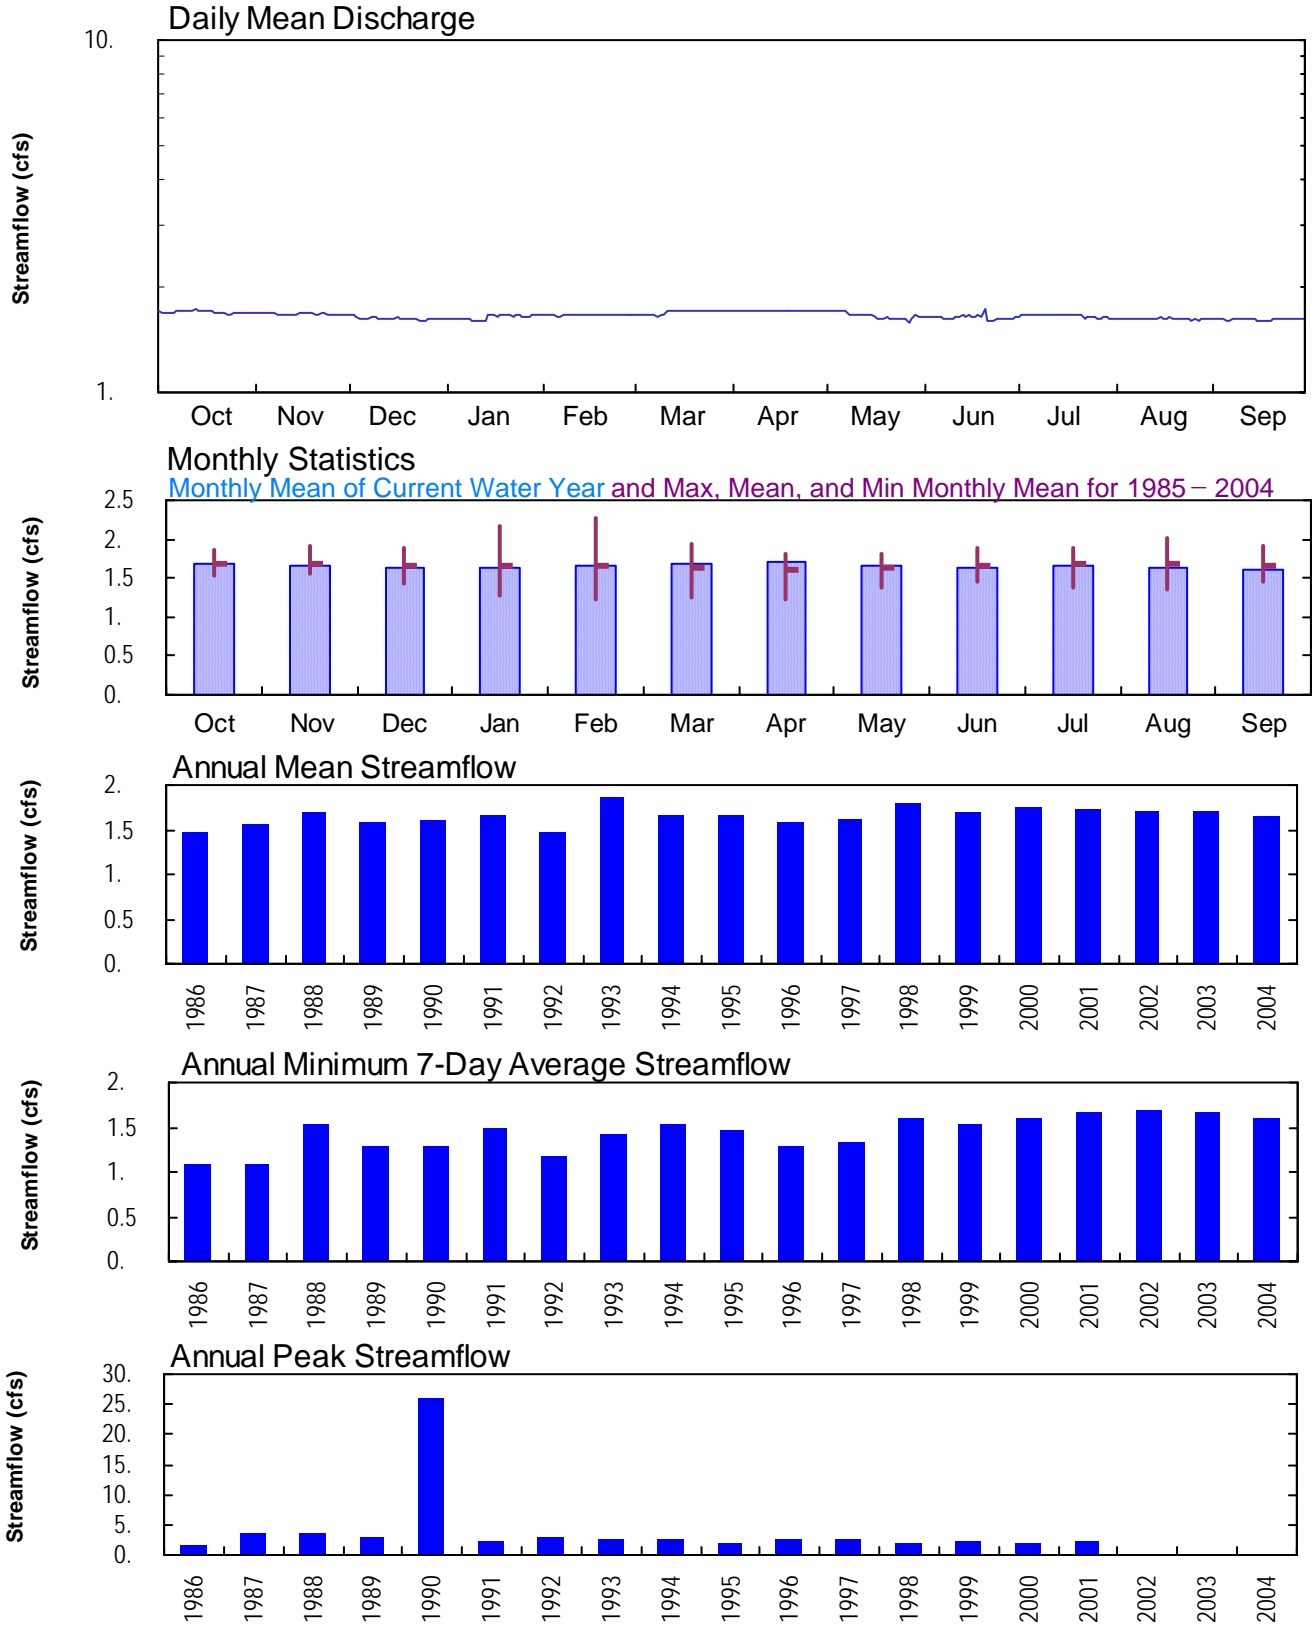 Daily Mean Discharge
10.
Streamflow (cfs)
1.
Oct Nov Dec Jan Feb Mar Apr May Jun Jul Aug Sep
Monthly Statistics
Monthly Mean of Current Water Year and Max, Mean, and Min Monthly Mean for 1985 – 2004
2.5
2.
1.5
1.
0.5
0.
Streamflow (cfs)
Oct Nov Dec Jan Feb Mar Apr May Jun Jul Aug Sep
Annual Mean Streamflow
2.
1.5
1.
0.5
0.
Streamflow (cfs)
1986 1987 1988 1989 1990 1991 1992 1993 1994 1995 1996 1997 1998 1999 2000 2001 2002 2003 2004
Annual Minimum 7-Day Average Streamflow
2.
1.5
1.
0.5
0.
Streamflow (cfs)
1986 1987 1988 1989 1990 1991 1992 1993 1994 1995 1996 1997 1998 1999 2000 2001 2002 2003 2004
Annual Peak Streamflow
30.
25.
20.
15.
10.
5.
0.
Streamflow (cfs)
1986 1987 1988 1989 1990 1991 1992 1993 1994 1995 1996 1997 1998 1999 2000 2001 2002 2003 2004